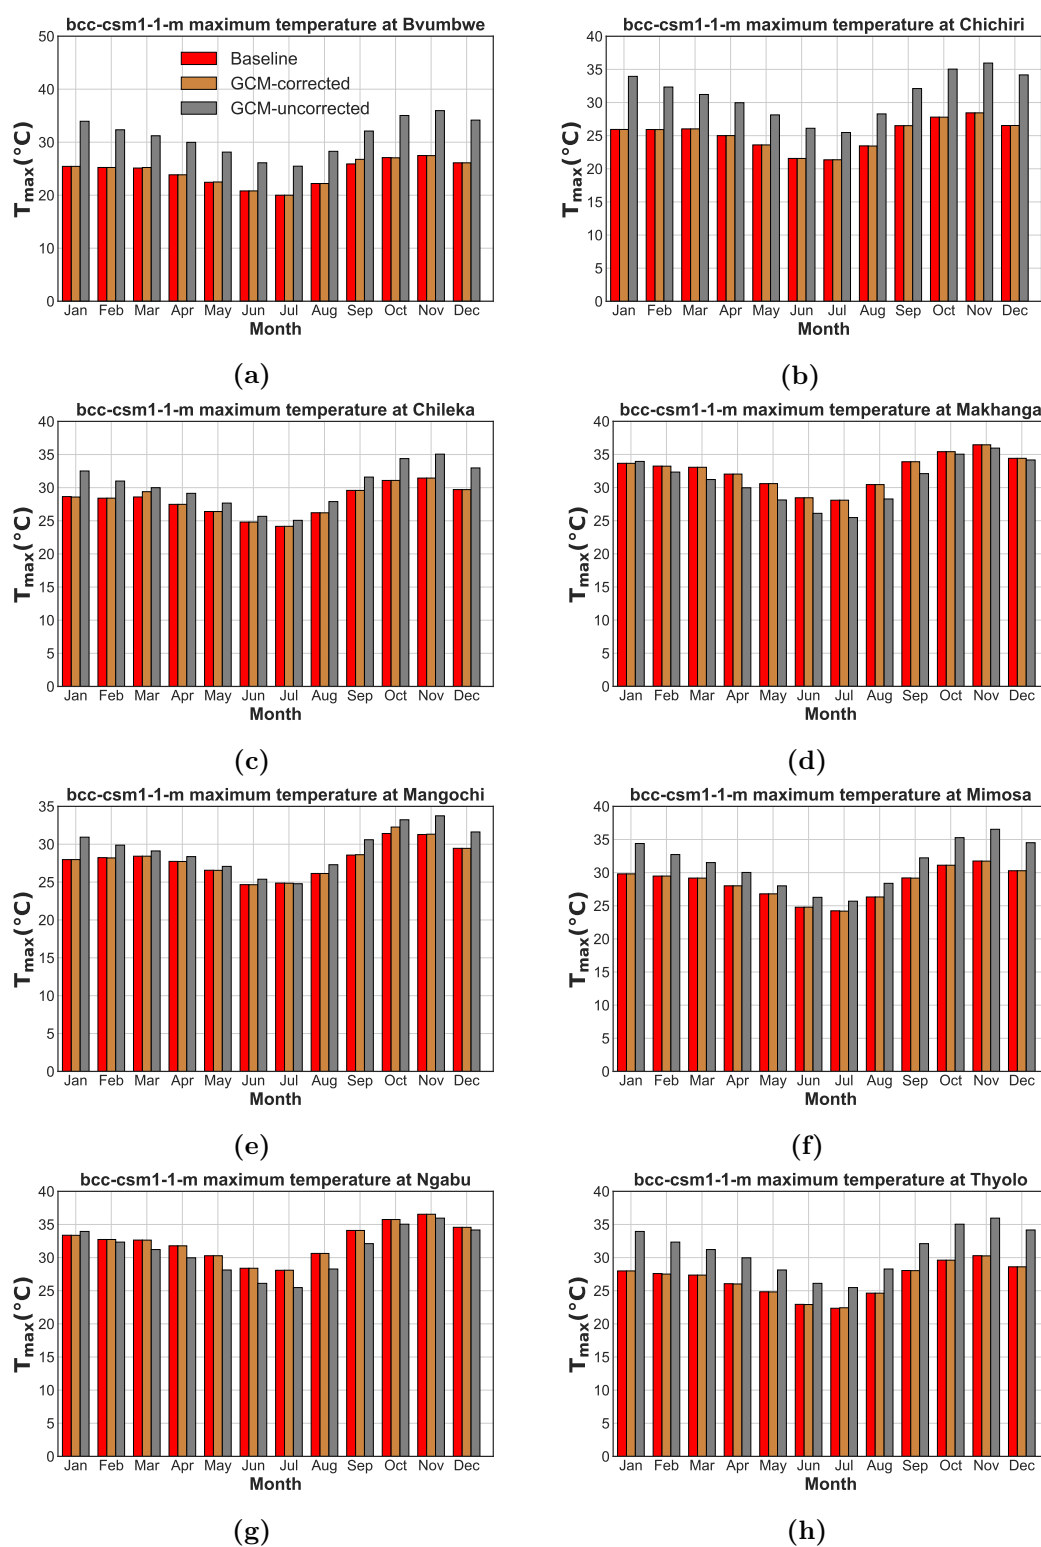 bcc-csm1-1-m maximum temperature at Bvumbwe
50
40
30
20
10
0
T_max(°C)
Baseline
GCM-corrected
GCM-uncorrected
Jan Feb Mar Apr May Jun Jul Aug Sep Oct Nov Dec
Month
(a)
bcc-csm1-1-m maximum temperature at Chichiri
40
35
30
25
20
15
10
5
0
T_max(°C)
Jan Feb Mar Apr May Jun Jul Aug Sep Oct Nov Dec
Month
(b)
bcc-csm1-1-m maximum temperature at Chileka
40
35
30
25
20
15
10
5
0
T_max(°C)
Jan Feb Mar Apr May Jun Jul Aug Sep Oct Nov Dec
Month
(c)
bcc-csm1-1-m maximum temperature at Makhanga
40
35
30
25
20
15
10
5
0
T_max(°C)
Jan Feb Mar Apr May Jun Jul Aug Sep Oct Nov Dec
Month
(d)
bcc-csm1-1-m maximum temperature at Mangochi
35
30
25
20
15
10
5
0
T_max(°C)
Jan Feb Mar Apr May Jun Jul Aug Sep Oct Nov Dec
Month
(e)
bcc-csm1-1-m maximum temperature at Mimosa
40
35
30
25
20
15
10
5
0
T_max(°C)
Jan Feb Mar Apr May Jun Jul Aug Sep Oct Nov Dec
Month
(f)
bcc-csm1-1-m maximum temperature at Ngabu
40
35
30
25
20
15
10
5
0
T_max(°C)
Jan Feb Mar Apr May Jun Jul Aug Sep Oct Nov Dec
Month
(g)
bcc-csm1-1-m maximum temperature at Thyolo
40
35
30
25
20
15
10
5
0
T_max(°C)
Jan Feb Mar Apr May Jun Jul Aug Sep Oct Nov Dec
Month
(h)